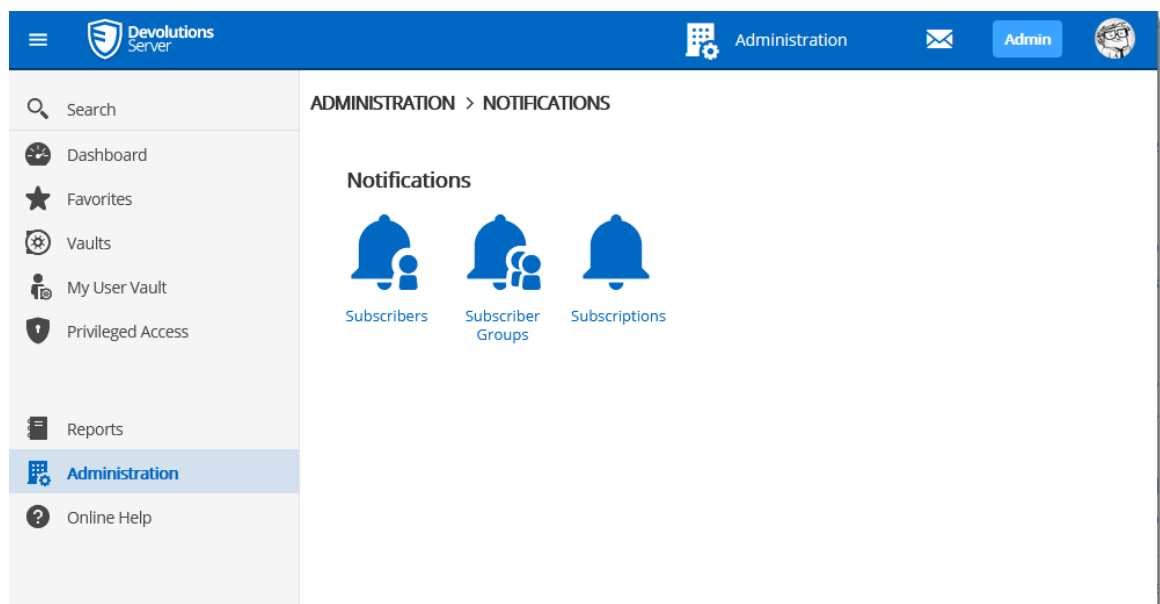 Devolutions
Server
Administration
Admin
Search
Dashboard
Favorites
Vaults
My User Vault
Privileged Access
Reports
Administration
Online Help
ADMINISTRATION > NOTIFICATIONS
Notifications
Subscribers
Subscriber
Groups
Subscriptions